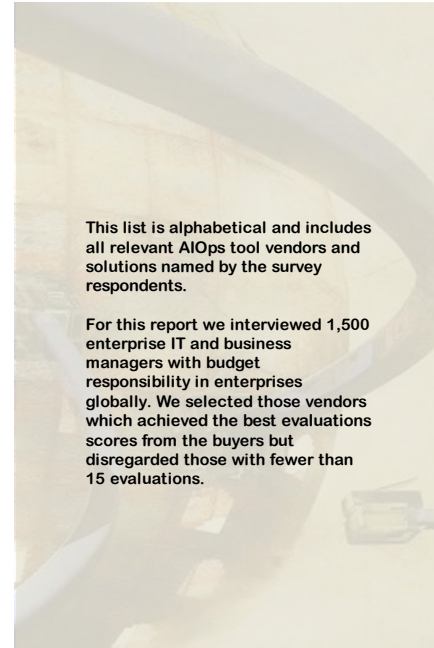 This list is alphabetical and includes
all relevant AIOps tool vendors and
solutions named by the survey
respondents.
For this report we interviewed 1,500
enterprise IT and business
managers with budget
responsibility in enterprises
globally. We selected those vendors
which achieved the best evaluations
scores from the buyers but
disregarded those with fewer than
15 evaluations.